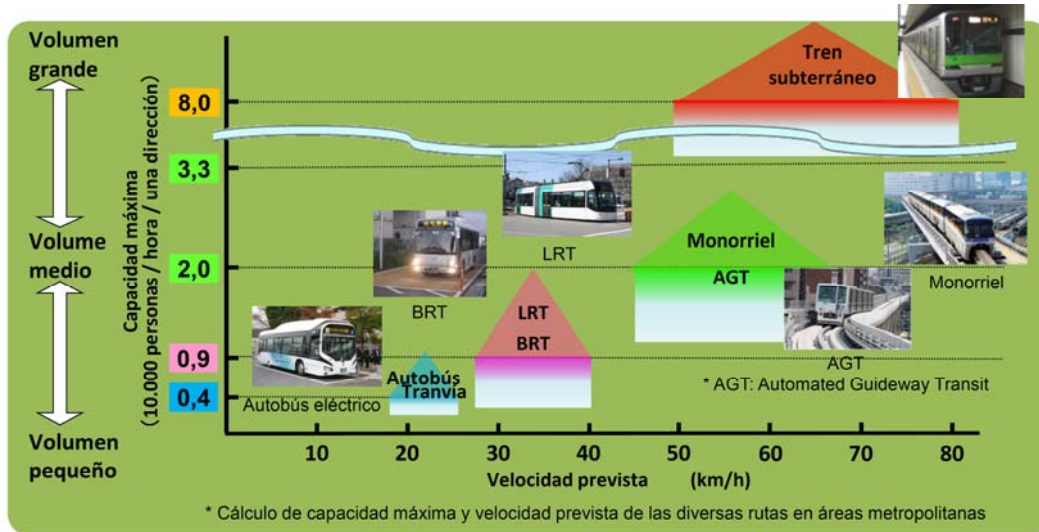 Volumen
grande
Volume
medio
Volumen
pequeño
Capacidad máxima
(10.000 personas / hora / una dirección)
8,0
3,3
2,0
0,9
0,4
Tren
subterráneo
Monorriel
AGT
LRT
BRT
Autobús
Tranvía
LRT
BRT
Autobús eléctrico
Monorriel
AGT
* AGT: Automated Guideway Transit
10 20 30 40 50 60 70 80
Velocidad prevista (km/h)
* Cálculo de capacidad máxima y velocidad prevista de las diversas rutas en áreas metropolitanas